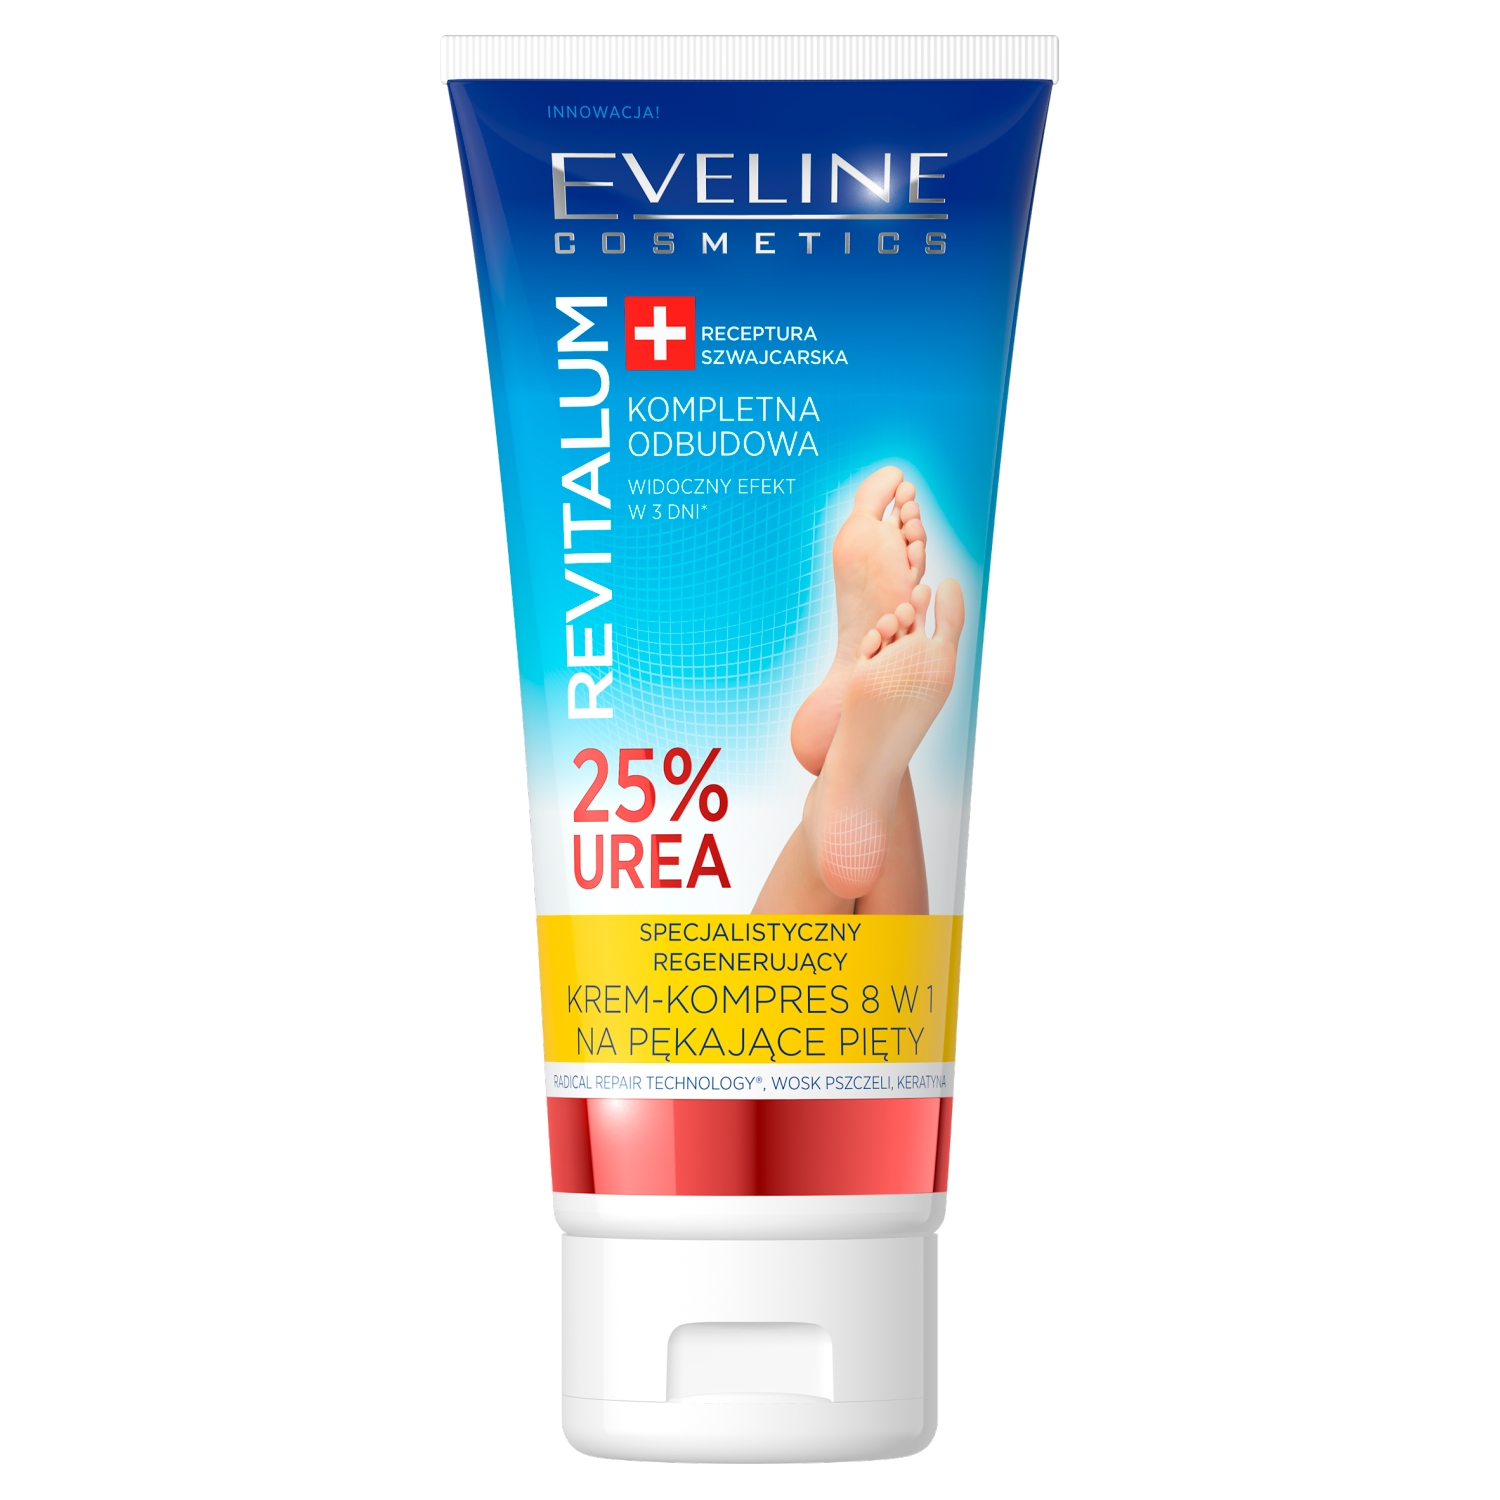 INNOWACJA!
EVELINE
COSMETICS
REVITALUM
RECEPTURA
SZWAJCARSKA
KOMPLETNA
ODBUDOWA
WIDOCZNY EFEKT
W 3 DNI*
25%
UREA
SPECJALISTYCZNY
REGENERUJĄCY
KREM-KOMPRES 8 W 1
NA PĘKAJĄCE PIĘTY
RADICAL REPAIR TECHNOLOGY®, WOSK PSZCZELI, KERATYNA